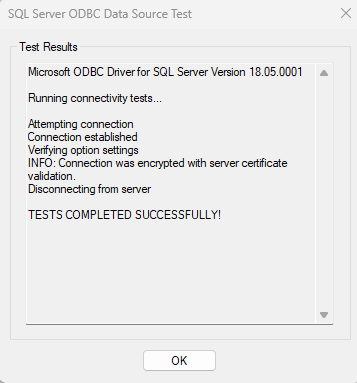 SQL Server ODBC Data Source Test
Test Results
Microsoft ODBC Driver for SQL Server Version 18.05.0001
Running connectivity tests...
Attempting connection
Connection established
Verifying option settings
INFO: Connection was encrypted with server certificate
validation.
Disconnecting from server
TESTS COMPLETED SUCCESSFULLY!
OK